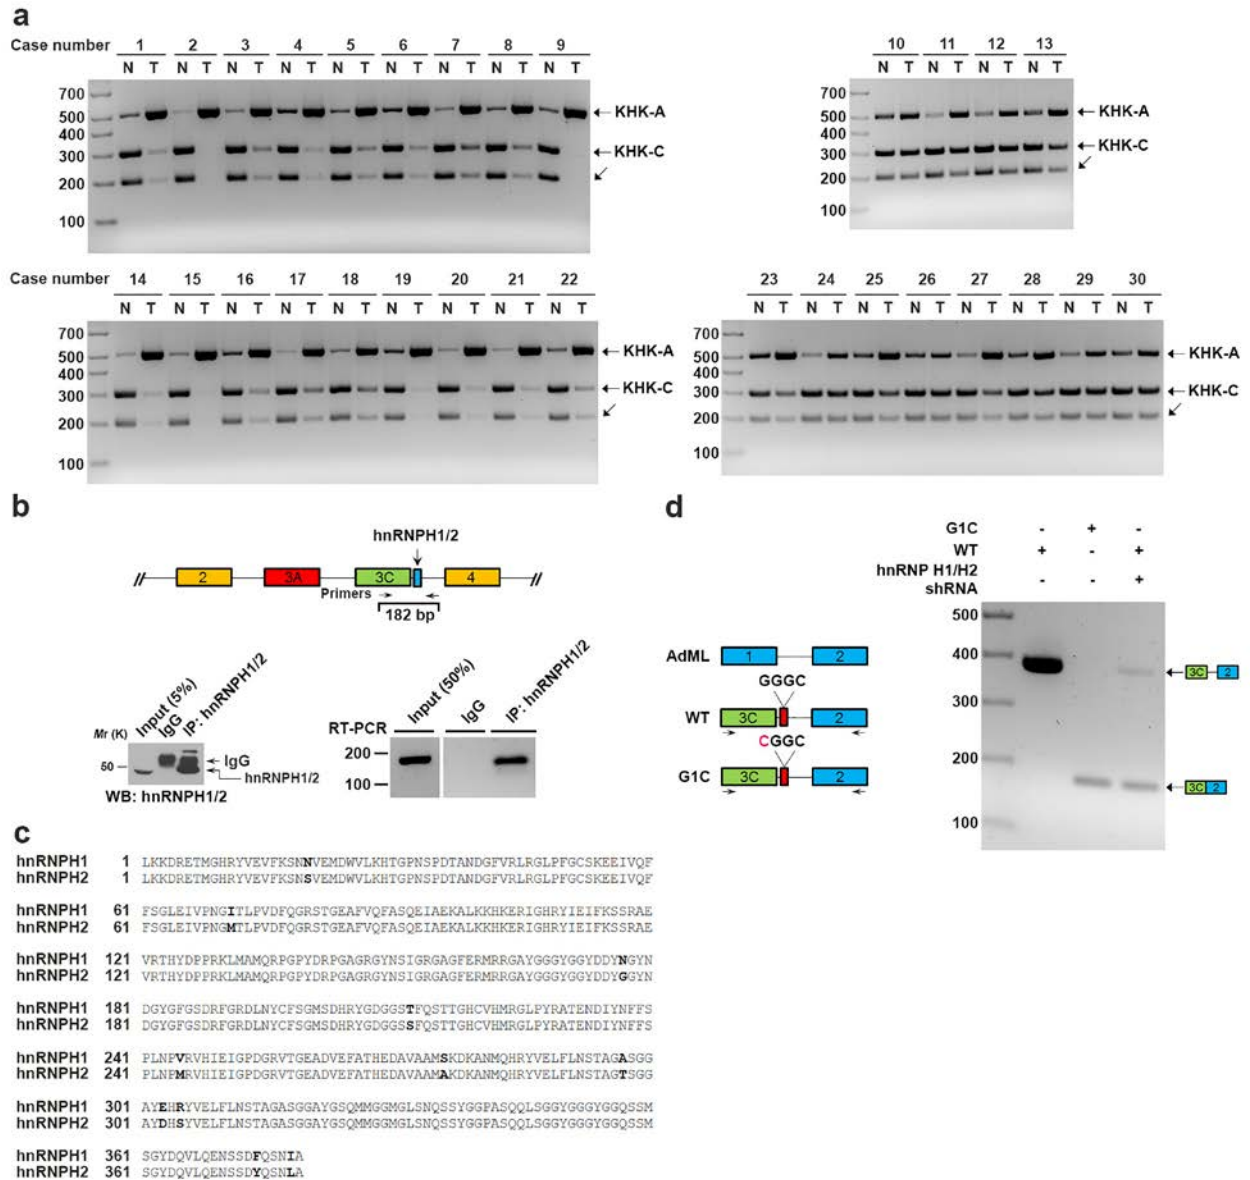 a
Case number 1 2 3 4 5 6 7 8 9
N T N T N T N T N T N T N T N T N T
700
500
400
300
200
100
KHK-A
KHK-C
10 11 12 13
N T N T N T N T
700
500
400
300
200
100
KHK-A
KHK-C
Case number 14 15 16 17 18 19 20 21 22
N T N T N T N T N T N T N T N T N T
700
500
400
300
200
100
KHK-A
KHK-C
23 24 25 26 27 28 29 30
N T N T N T N T N T N T N T N T
700
500
400
300
200
100
KHK-A
KHK-C
b
hnRNPH1/2
// 2 3A 3C 4 //
Primers
182 bp
Input (5%)
IgG
IP: hnRNPH1/2
Mr (K)
50
IgG
hnRNPH1/2
WB: hnRNPH1/2
Input (50%)
IgG
IP: hnRNPH1/2
RT-PCR
200
100
c
hnRNPH1 1 LKKDRETMGHRYVEVFKSNNVEMDWVLKHTGPNSPDTANDGFVRLRGLPFGCSKEEIVQF
hnRNPH2 1 LKKDRETMGHRYVEVFKSNSVEMDWVLKHTGPNSPDTANDGFVRLRGLPFGCSKEEIVQF
hnRNPH1 61 FSGLEIVPNGITLPVDFQGRSTGEAFVQFASQEIAEKALKKHKERIGHRYIEIFKSSRAE
hnRNPH2 61 FSGLEIVPNGMTLPVDFQGRSTGEAFVQFASQEIAEKALKKHKERIGHRYIEIFKSSRAE
hnRNPH1 121 VRTHYDPPRKLMAMQRPGPYDRPGAGRGYNSIGRGAGFERMRRGAYGGGYGGYDDYNGYN
hnRNPH2 121 VRTHYDPPRKLMAMQRPGPYDRPGAGRGYNSIGRGAGFERMRRGAYGGGYGGYDDYGGYN
hnRNPH1 181 DGYGFGSDRFGRDLNYCFSGMSDHRYGDGGSTFQSTTGHCVHMRGLPYRATENDIYNFFS
hnRNPH2 181 DGYGFGSDRFGRDLNYCFSGMSDHRYGDGGSSFQSTTGHCVHMRGLPYRATENDIYNFFS
hnRNPH1 241 PLNPVRVHIEIGPDGRVTGEADVEFATHEDAVAAMSKDKANMQHRYVELFLNSTAGASGG
hnRNPH2 241 PLNPMRVHIEIGPDGRVTGEADVEFATHEDAVAAMAKDKANMQHRYVELFLNSTAGTSGG
hnRNPH1 301 AYEHRYVELFLNSTAGASGGAYGSQMMGGMGLSNQSSYGGPASQQLSGGYGGGYGGQSSM
hnRNPH2 301 AYDHSYVELFLNSTAGASGGAYGSQMMGGMGLSNQSSYGGPASQQLSGGYGGGYGGQSSM
hnRNPH1 361 SGYDQVLQENSSDFQSNIA
hnRNPH2 361 SGYDQVLQENSSDYQSNLA
d
G1C - + -
WT + - +
hnRNP H1/H2
shRNA - - +
AdML 1 2
GGGC
WT 3C 2
CGGC
G1C 3C 2
500
400
300
200
100
3C 2
3C 2